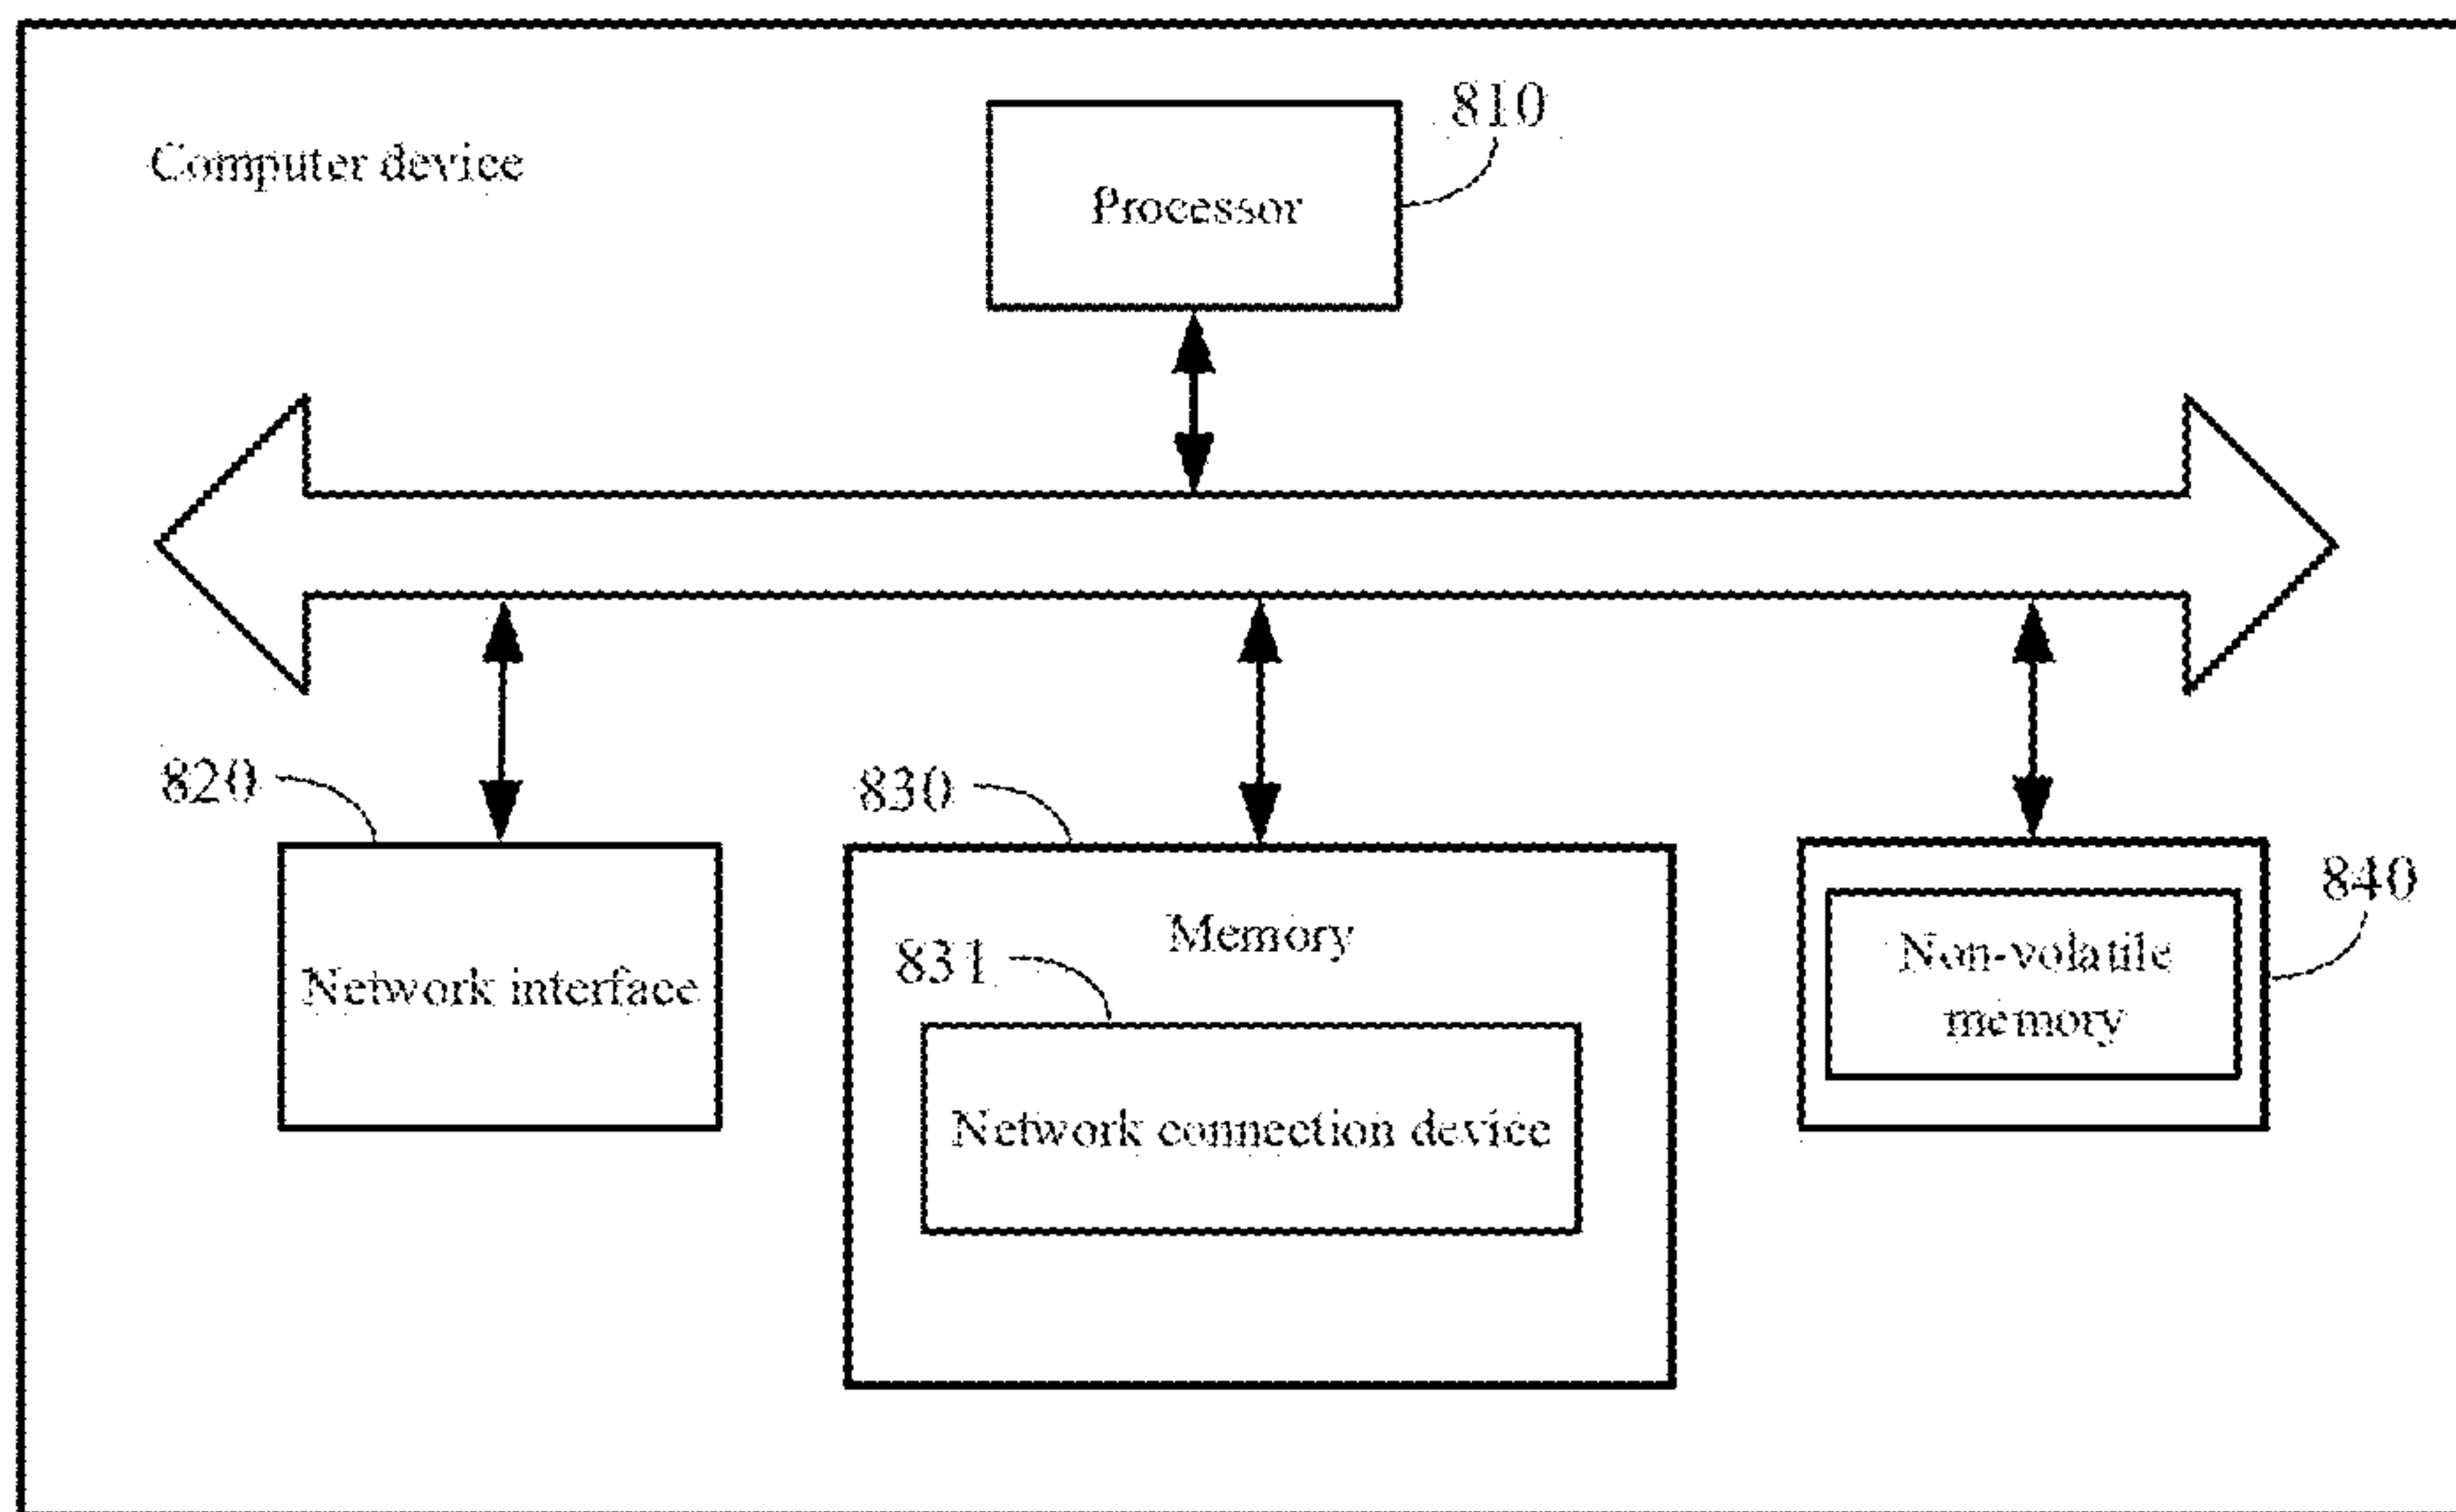 810
Computer device
Processor
820
830
840
Memory
Non-volatile
memory
831
Network interface
Network connection device